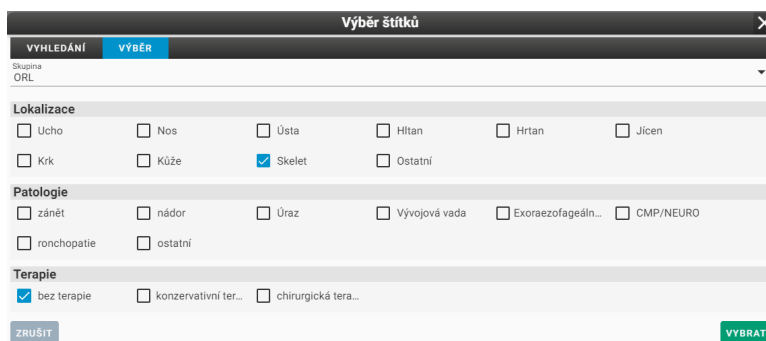 Výběr štítků
VYHLEDÁNÍ VÝBĚR
Skupina
ORL
Lokalizace
Ucho Nos Ústa Hltan Hrtan Jícen
Krk Kůže Skelet Ostatní
Patologie
zánět nádor Úraz Vývojová vada Exoraezofageáln... CMP/NEURO
ronchopatie ostatní
Terapie
bez terapie konzervativní ter... chirurgická tera...
ZRUŠIT VYBRAT